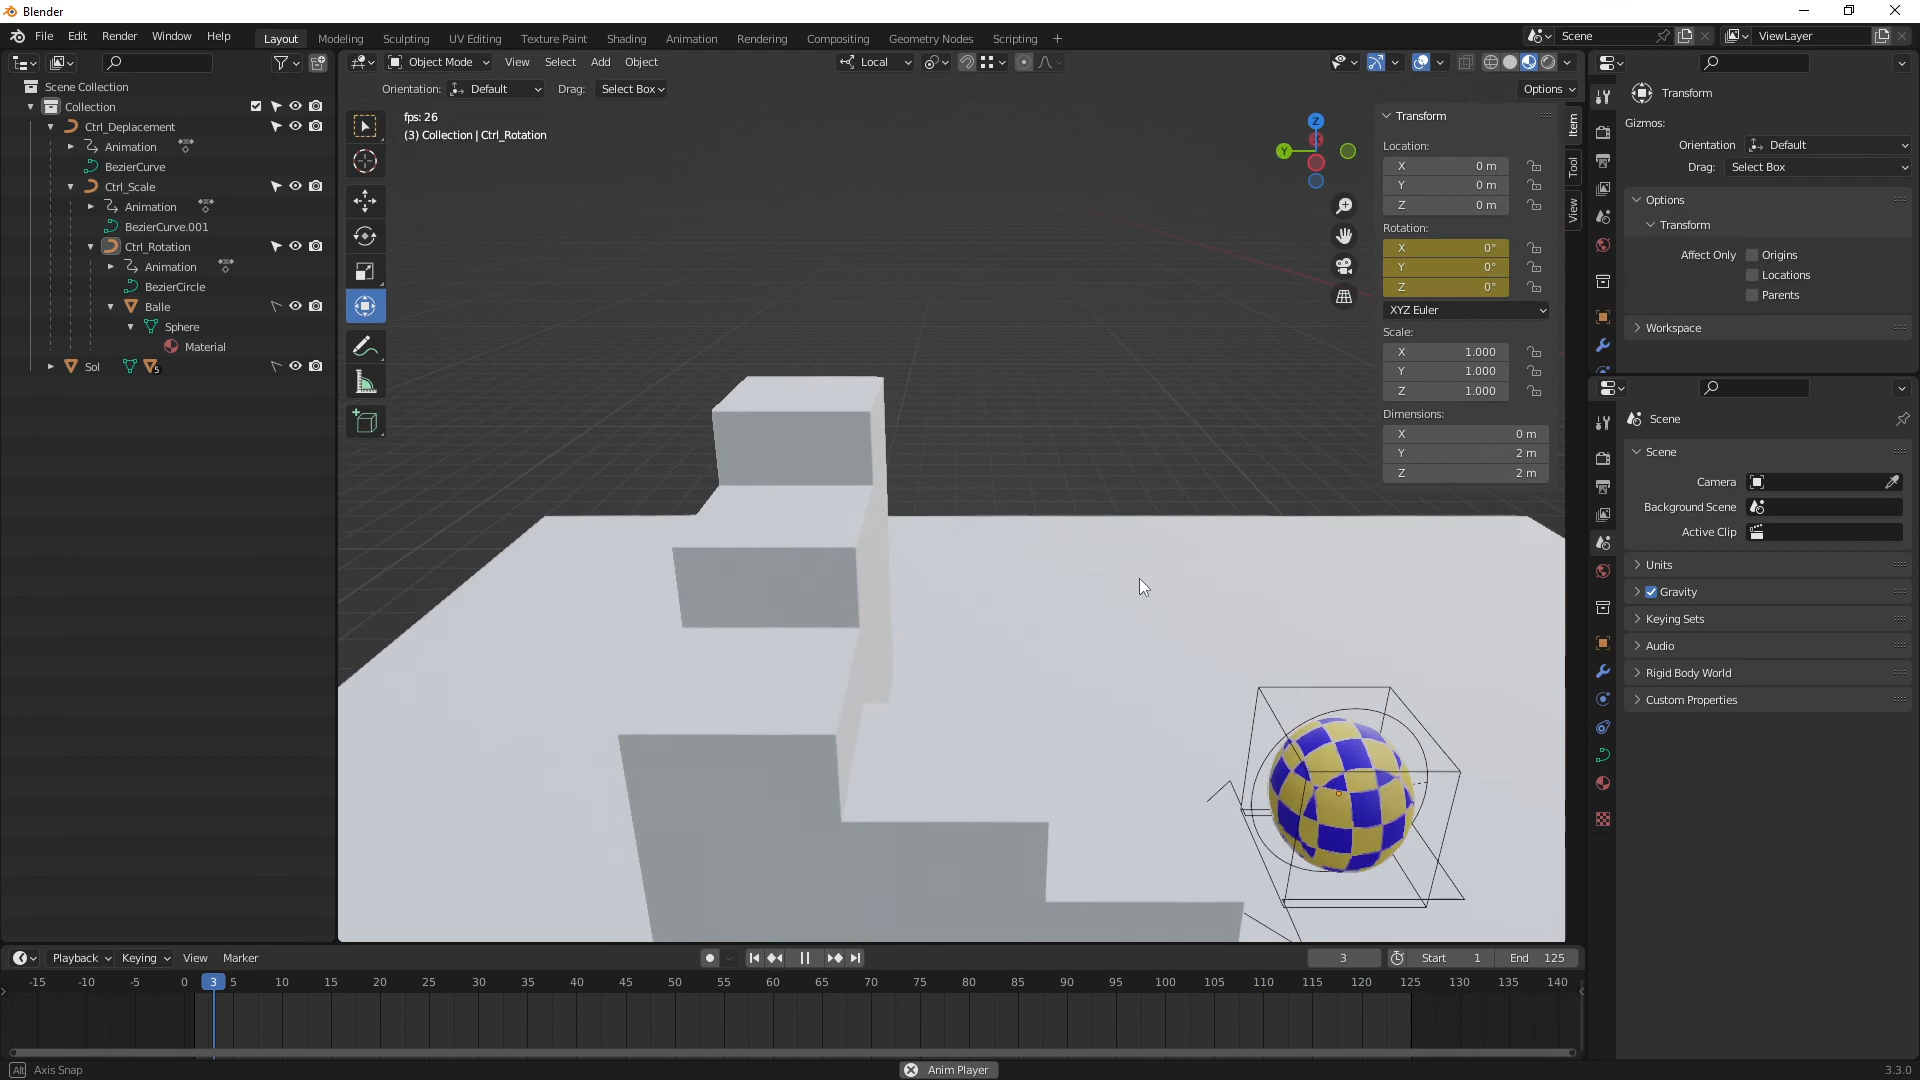 Blender
File Edit Render Window Help
Layout Modeling Sculpting UV Editing Texture Paint Shading Animation Rendering Compositing Geometry Nodes Scripting +
Scene
ViewLayer
Object Mode View Select Add Object
Local
Orientation: Default Drag: Select Box
Options
Scene Collection
Collection
Ctrl_Deplacement
Animation
BezierCurve
Ctrl_Scale
Animation
BezierCurve.001
Ctrl_Rotation
Animation
BezierCircle
Balle
Sphere
Material
Sol 5
fps: 26
(3) Collection | Ctrl_Rotation
Z
Y
Transform
Location:
X 0 m
Y 0 m
Z 0 m
Rotation:
X 0°
Y 0°
Z 0°
XYZ Euler
Scale:
X 1.000
Y 1.000
Z 1.000
Dimensions:
X 0 m
Y 2 m
Z 2 m
Item
Tool
View
Transform
Gizmos:
Orientation Default
Drag: Select Box
Options
Transform
Affect Only Origins
Locations
Parents
Workspace
Scene
Scene
Camera
Background Scene
Active Clip
Units
Gravity
Keying Sets
Audio
Rigid Body World
Custom Properties
Playback Keying View Marker
3 Start 1 End 125
-15 -10 -5 0 3 5 10 15 20 25 30 35 40 45 50 55 60 65 70 75 80 85 90 95 100 105 110 115 120 125 130 135 140
Alt Axis Snap
Anim Player
3.3.0